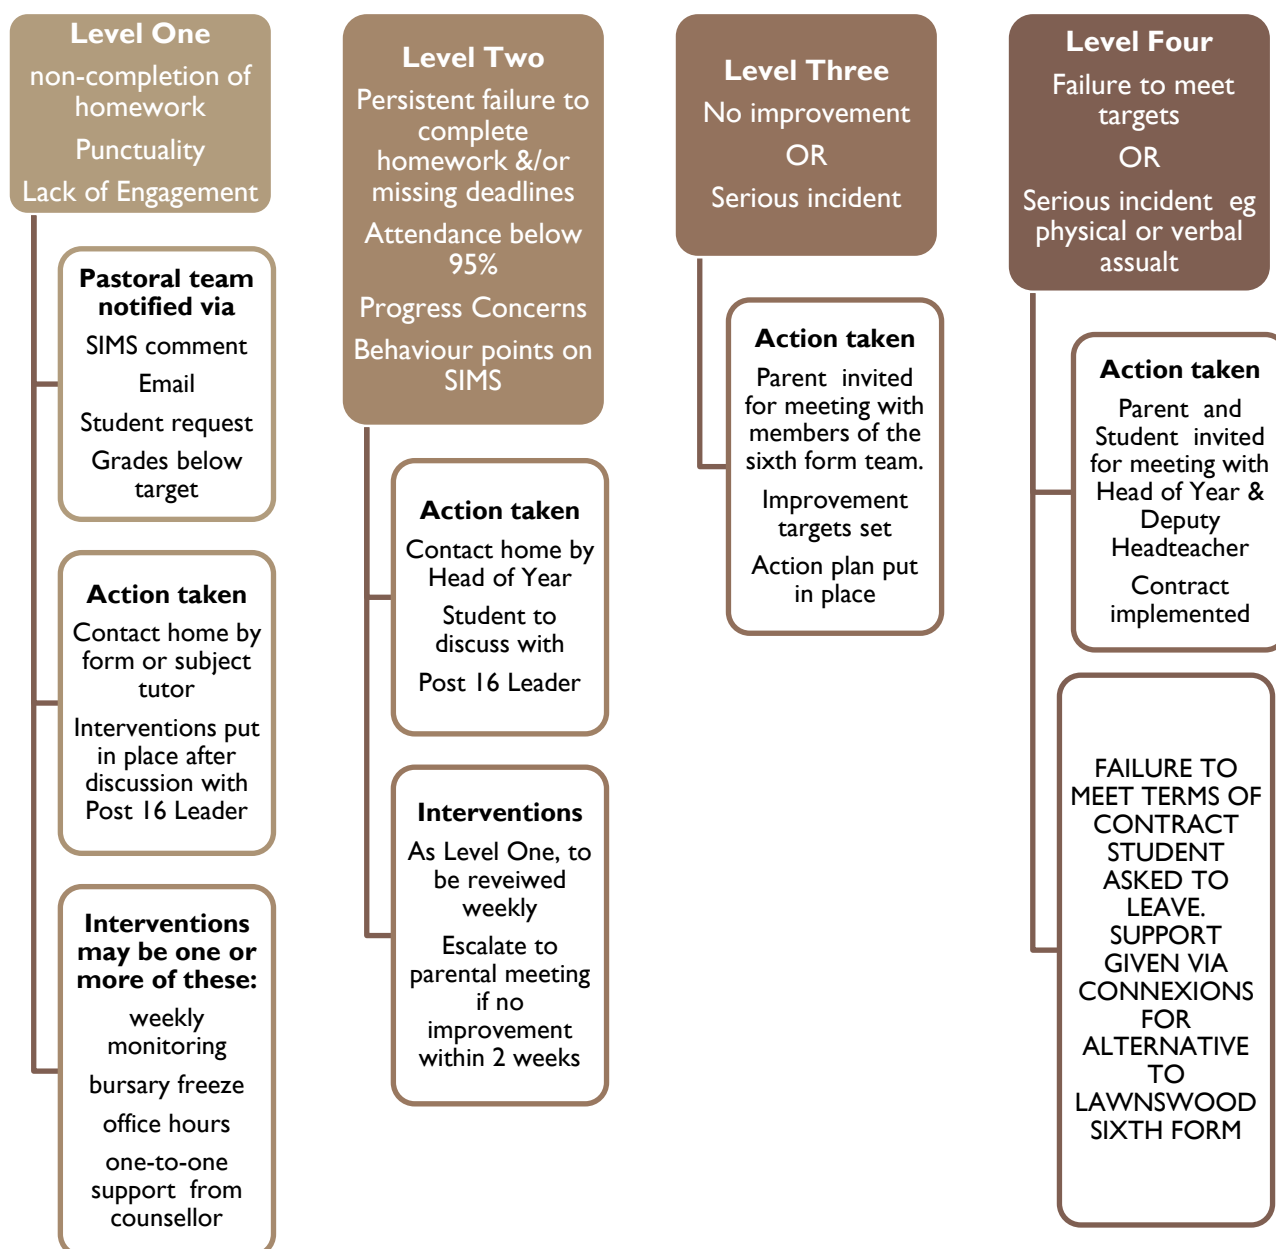 Level One
non-completion of
homework
Punctuality
Lack of Engagement
Pastoral team
notified via
SIMS comment
Email
Student request
Grades below
target
Action taken
Contact home by
form or subject
tutor
Interventions put
in place after
discussion with
Post 16 Leader
Interventions
may be one or
more of these:
weekly
monitoring
bursary freeze
office hours
one-to-one
support from
counsellor
Level Two
Persistent failure to
complete
homework &/or
missing deadlines
Attendance below
95%
Progress Concerns
Behaviour points on
SIMS
Action taken
Contact home by
Head of Year
Student to
discuss with
Post 16 Leader
Interventions
As Level One, to
be reveiwed
weekly
Escalate to
parental meeting
if no
improvement
within 2 weeks
Level Three
No improvement
OR
Serious incident
Action taken
Parent invited
for meeting with
members of the
sixth form team.
Improvement
targets set
Action plan put
in place
Level Four
Failure to meet
targets
OR
Serious incident eg
physical or verbal
assualt
Action taken
Parent and
Student invited
for meeting with
Head of Year &
Deputy
Headteacher
Contract
implemented
FAILURE TO
MEET TERMS OF
CONTRACT
STUDENT
ASKED TO
LEAVE.
SUPPORT
GIVEN VIA
CONNEXIONS
FOR
ALTERNATIVE
TO
LAWNSWOOD
SIXTH FORM